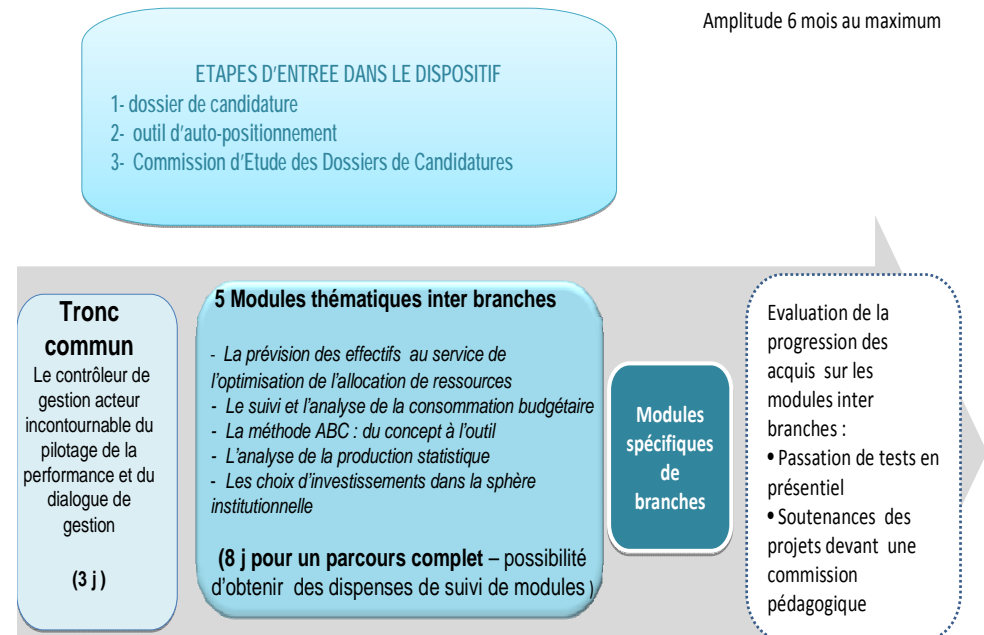 Amplitude 6 mois au maximum
ETAPES D'ENTREE DANS LE DISPOSITIF
1- dossier de candidature
2- outil d'auto-positionnement
3- Commission d'Etude des Dossiers de Candidatures
Tronc
commun
Le contrôleur de
gestion acteur
incontournable du
pilotage de la
performance et du
dialogue de
gestion
(3 j )
5 Modules thématiques inter branches
- La prévision des effectifs au service de
l'optimisation de l'allocation de ressources
- Le suivi et l'analyse de la consommation budgétaire
- La méthode ABC : du concept à l'outil
- L'analyse de la production statistique
- Les choix d'investissements dans la sphère
institutionnelle
(8 j pour un parcours complet – possibilité
d'obtenir des dispenses de suivi de modules )
Modules
spécifiques
de
branches
Evaluation de la
progression des
acquis sur les
modules inter
branches :
• Passation de tests en
présentiel
• Soutenances des
projets devant une
commission
pédagogique